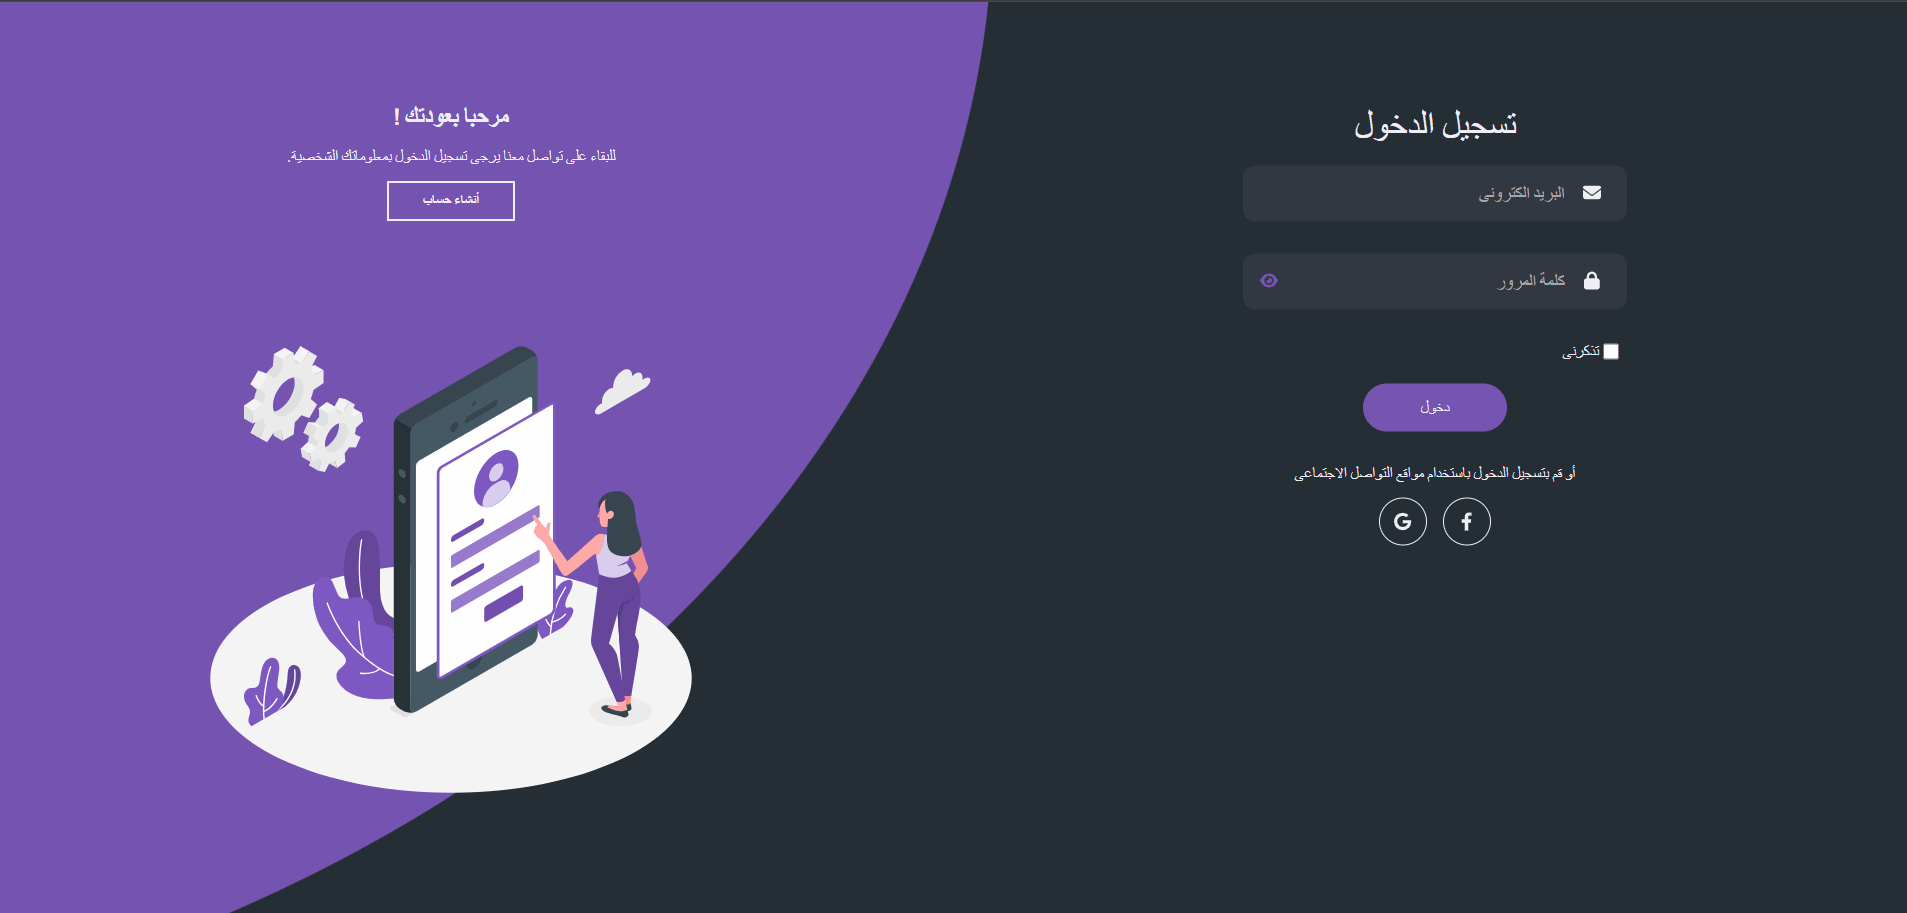 تسجيل الدخول
البريد الكترونى
كلمة المرور
تذكرنى
دخول
أو قم بتسجيل الدخول باستخدام مواقع التواصل الاجتماعى
مرحبا بعودتك !
للبقاء على تواصل معنا يرجى تسجيل الدخول بمعلوماتك الشخصية.
أنشاء حساب